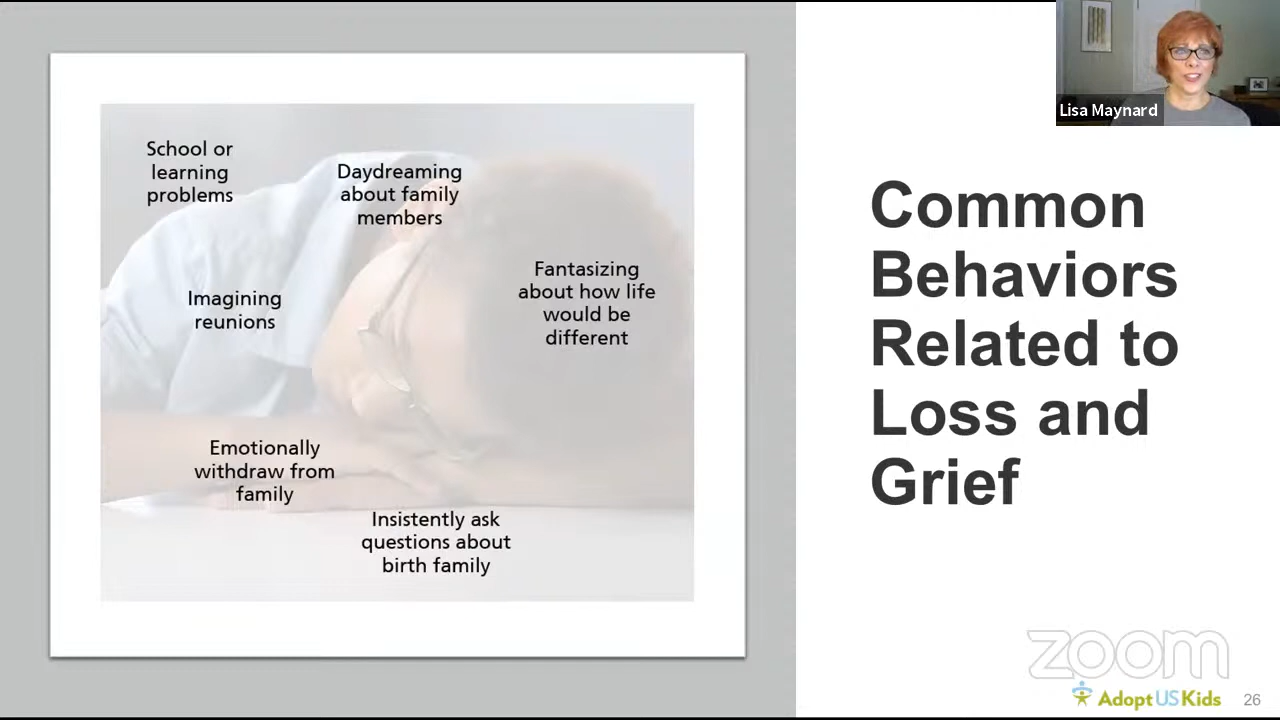 School or
learning
problems
Daydreaming
about family
members
Fantasizing
about how life
would be
different
Imagining
reunions
Emotionally
withdraw from
family
Insistently ask
questions about
birth family
Lisa Maynard
Common
Behaviors
Related to
Loss and
Grief
zoom
AdoptUSKids
26